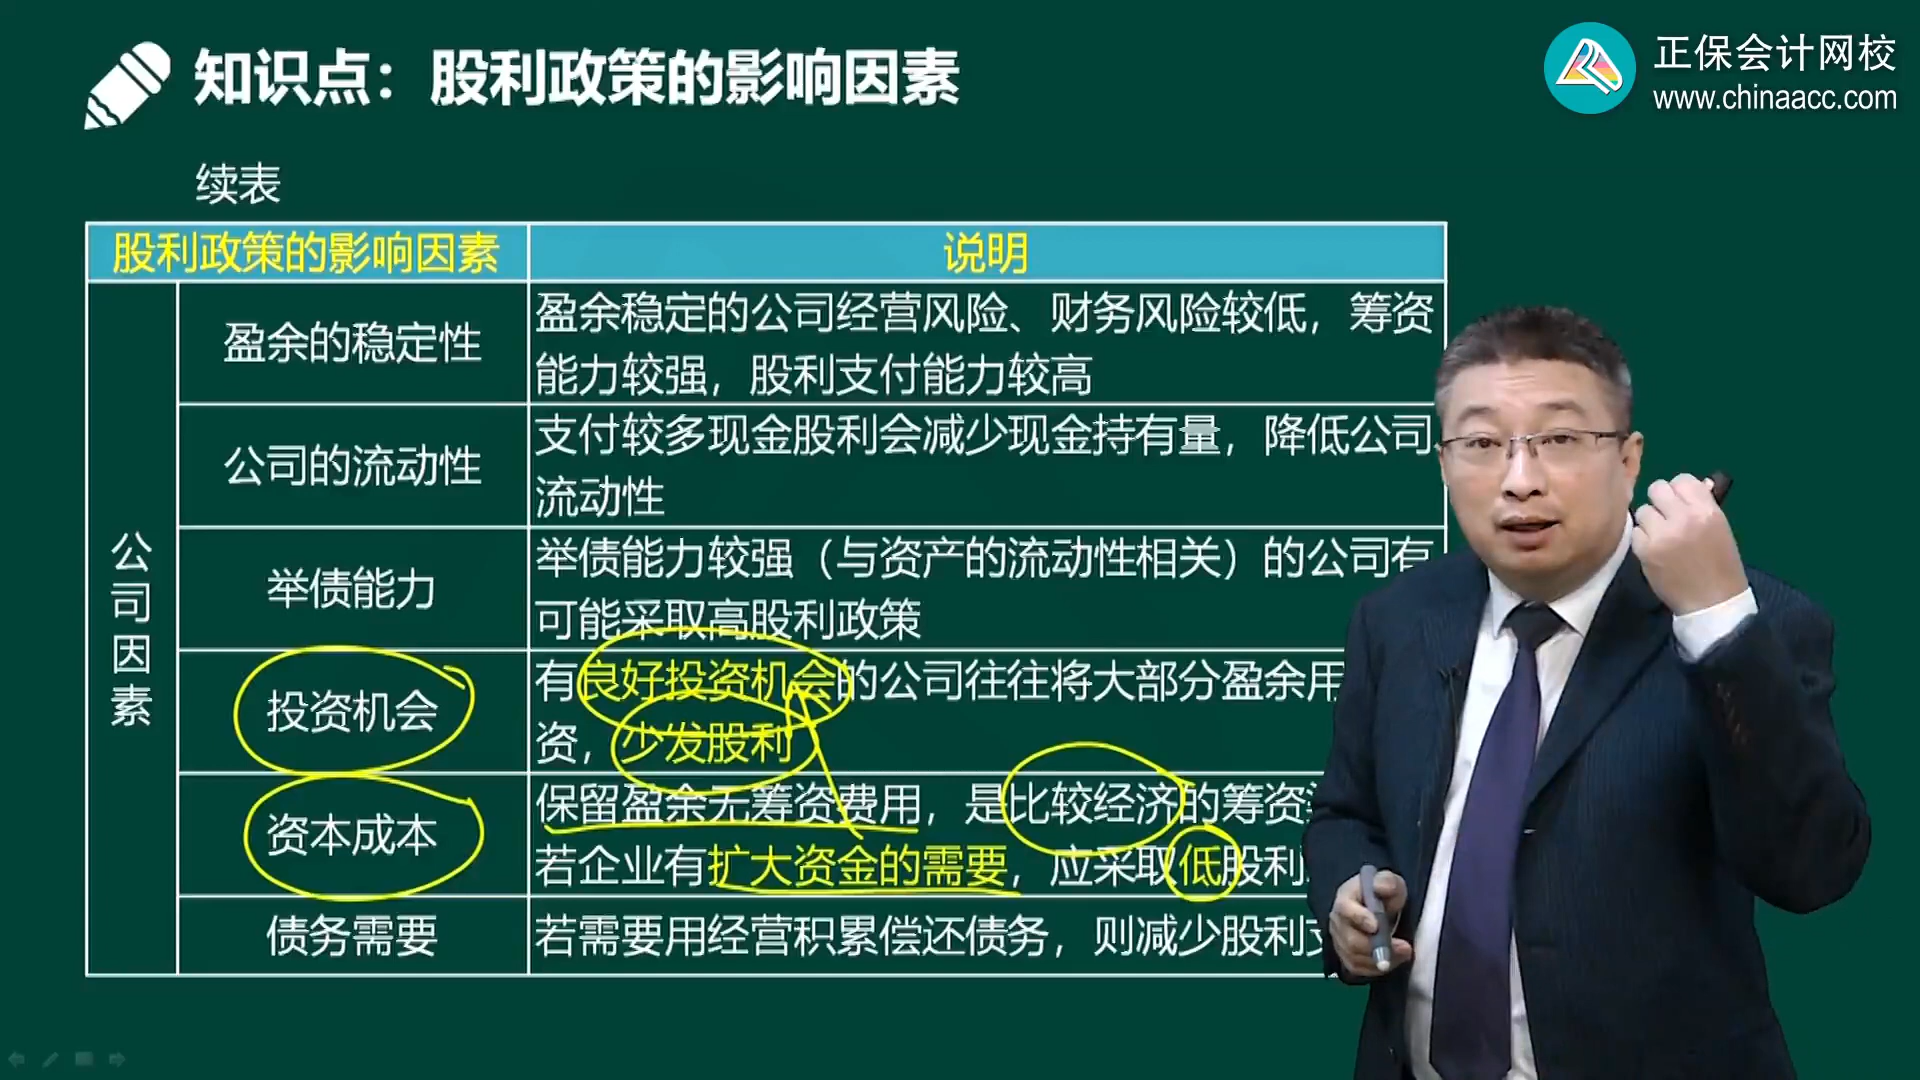 知识点：股利政策的影响因素
正保会计网校
www.chinaacc.com
续表
股利政策的影响因素
说明
公司因素
盈余的稳定性
盈余稳定的公司经营风险、财务风险较低，筹资
能力较强，股利支付能力较高
公司的流动性
支付较多现金股利会减少现金持有量，降低公司
流动性
举债能力
举债能力较强（与资产的流动性相关）的公司有
可能采取高股利政策
投资机会
有良好投资机会的公司往往将大部分盈余用
资，少发股利
资本成本
保留盈余无筹资费用，是比较经济的筹资
若企业有扩大资金的需要，应采取低股利
债务需要
若需要用经营积累偿还债务，则减少股利